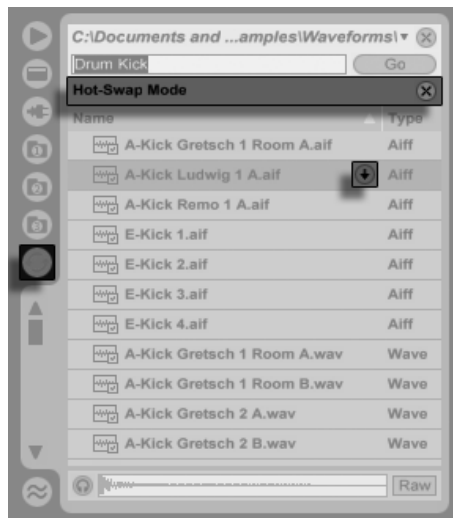 C:\Documents and ...amples\Waveforms\
Drum Kick Go
Hot-Swap Mode
Name Type
A-Kick Gretsch 1 Room A.aif Aiff
A-Kick Ludwig 1 A.aif Aiff
A-Kick Remo 1 A.aif Aiff
E-Kick 1.aif Aiff
E-Kick 2.aif Aiff
E-Kick 3.aif Aiff
E-Kick 4.aif Aiff
A-Kick Gretsch 1 Room A.wav Wave
A-Kick Gretsch 1 Room B.wav Wave
A-Kick Gretsch 2 A.wav Wave
A-Kick Gretsch 2 B.wav Wave
Raw